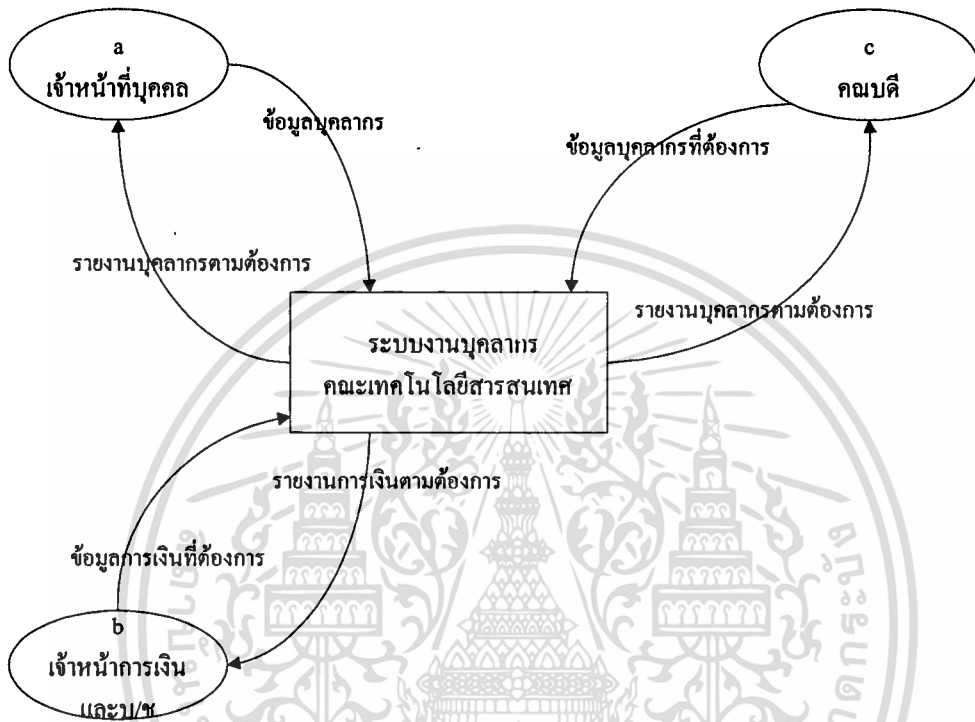 a
เจ้าหน้าที่บุคคล
c
คณบดี
ข้อมูลบุคลากร
ข้อมูลบุคลากรที่ต้องการ
รายงานบุคลากรตามต้องการ
รายงานบุคลากรตามต้องการ
ระบบงานบุคลากร
คณะเทคโนโลยีสารสนเทศ
รายงานการเงินตามต้องการ
ข้อมูลการเงินที่ต้องการ
b
เจ้าหน้าการเงิน
และบ/ช